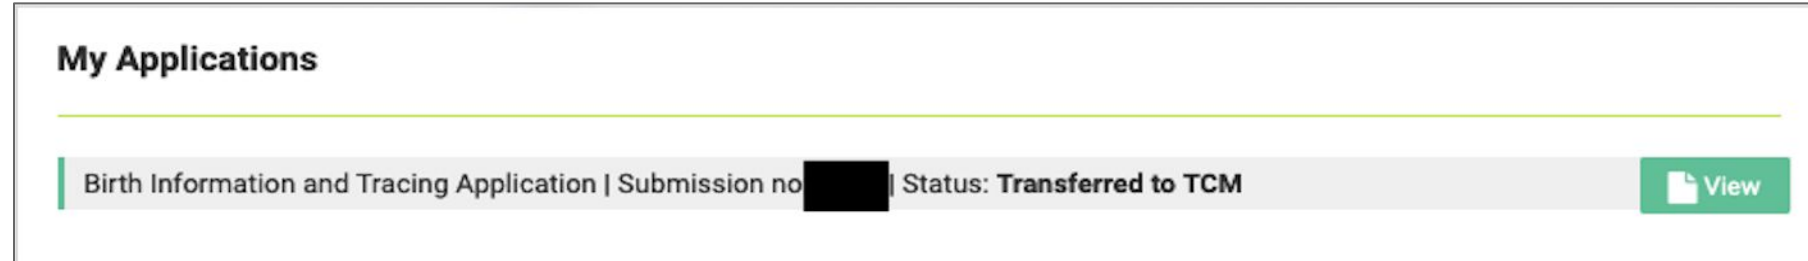 My Applications
Birth Information and Tracing Application | Submission no | Status: Transferred to TCM
View